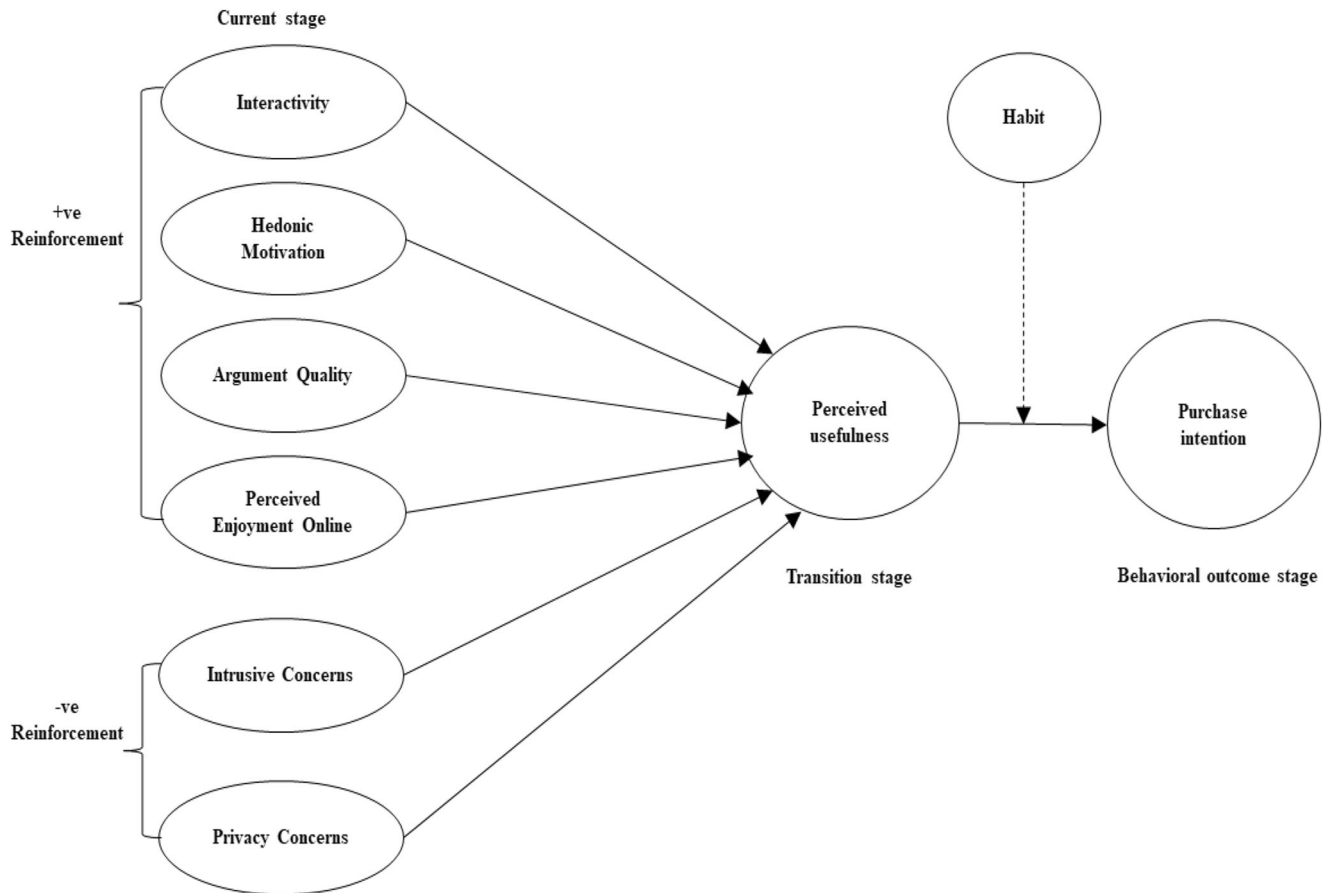 Current stage
Interactivity
Habit
+ve
Reinforcement
Hedonic
Motivation
Argument Quality
Perceived
usefulness
Purchase
intention
Perceived
Enjoyment Online
Transition stage
Behavioral outcome stage
Intrusive Concerns
-ve
Reinforcement
Privacy Concerns